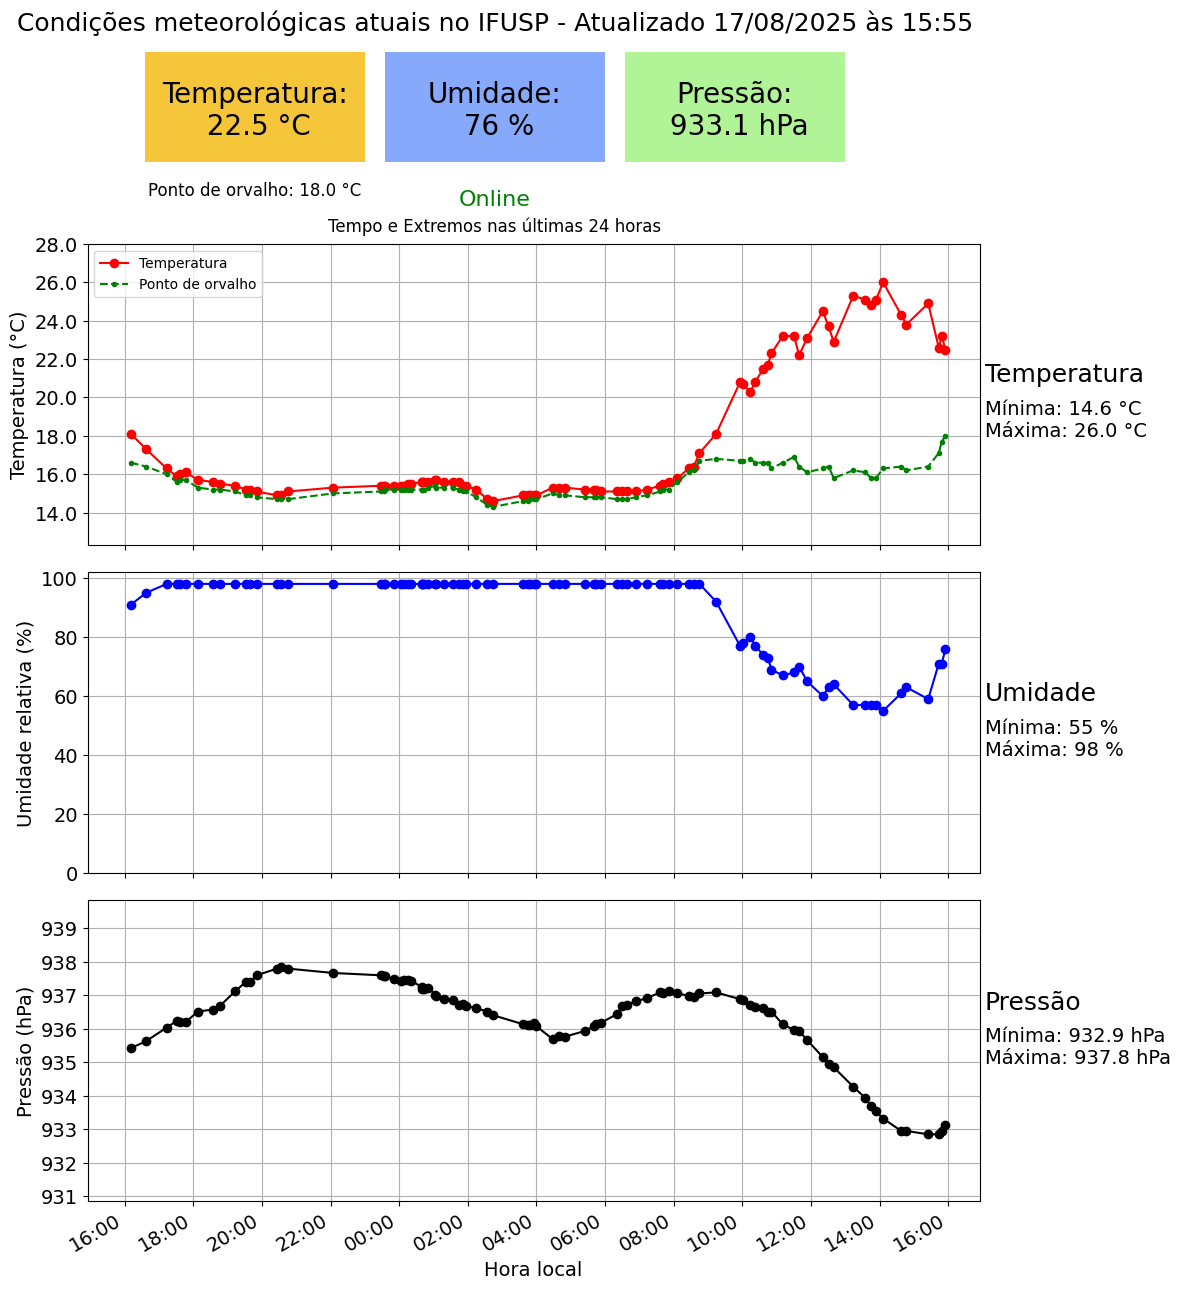 Condições meteorológicas atuais no IFUSP - Atualizado 17/08/2025 às 15:55
Temperatura:
22.5 °C
Umidade:
76 %
Pressão:
933.1 hPa
Ponto de orvalho: 18.0 °C
Online
Tempo e Extremos nas últimas 24 horas
Temperatura (°C)
28.0
26.0
24.0
22.0
20.0
18.0
16.0
14.0
Temperatura
Ponto de orvalho
Temperatura
Mínima: 14.6 °C
Máxima: 26.0 °C
Umidade relativa (%)
100
80
60
40
20
0
Umidade
Mínima: 55 %
Máxima: 98 %
Pressão (hPa)
939
938
937
936
935
934
933
932
931
Pressão
Mínima: 932.9 hPa
Máxima: 937.8 hPa
16:00 18:00 20:00 22:00 00:00 02:00 04:00 06:00 08:00 10:00 12:00 14:00 16:00
Hora local